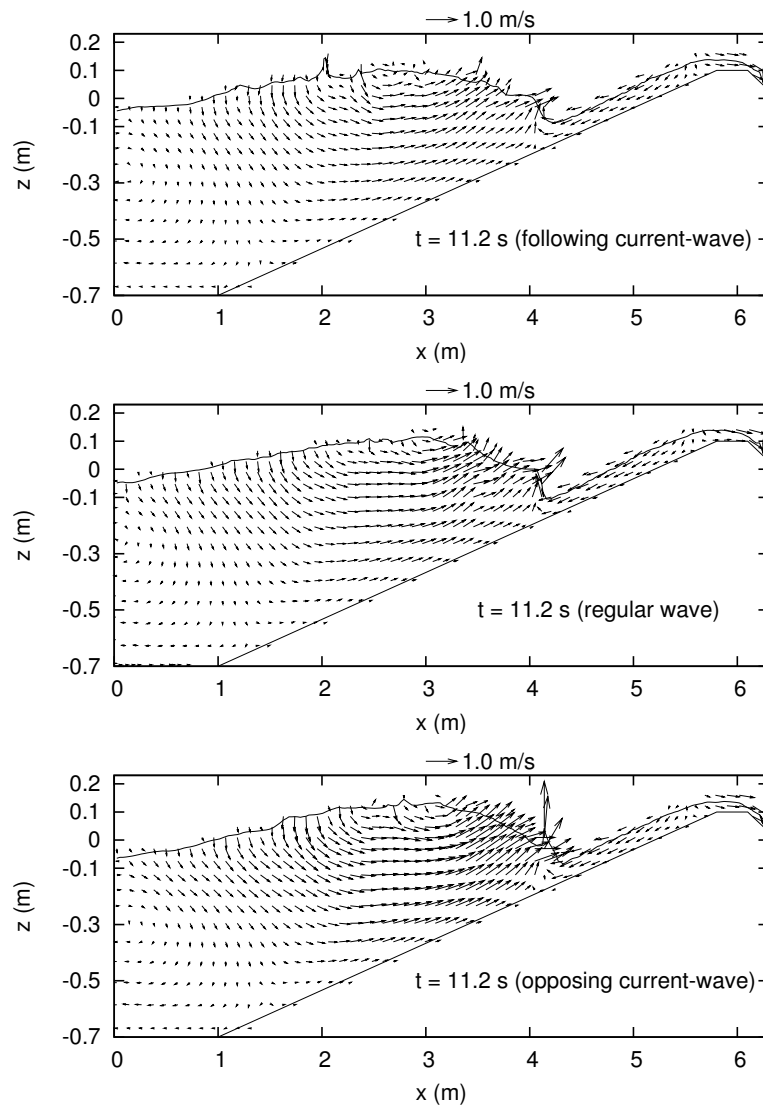 1.0 m/s
0.2
0.1
0
-0.1
-0.3
-0.5
-0.7
z (m)
t = 11.2 s (following current-wave)
0 1 2 3 4 5 6
x (m)
1.0 m/s
0.2
0.1
0
-0.1
-0.3
-0.5
-0.7
z (m)
t = 11.2 s (regular wave)
0 1 2 3 4 5 6
x (m)
1.0 m/s
0.2
0.1
0
-0.1
-0.3
-0.5
-0.7
z (m)
t = 11.2 s (opposing current-wave)
0 1 2 3 4 5 6
x (m)